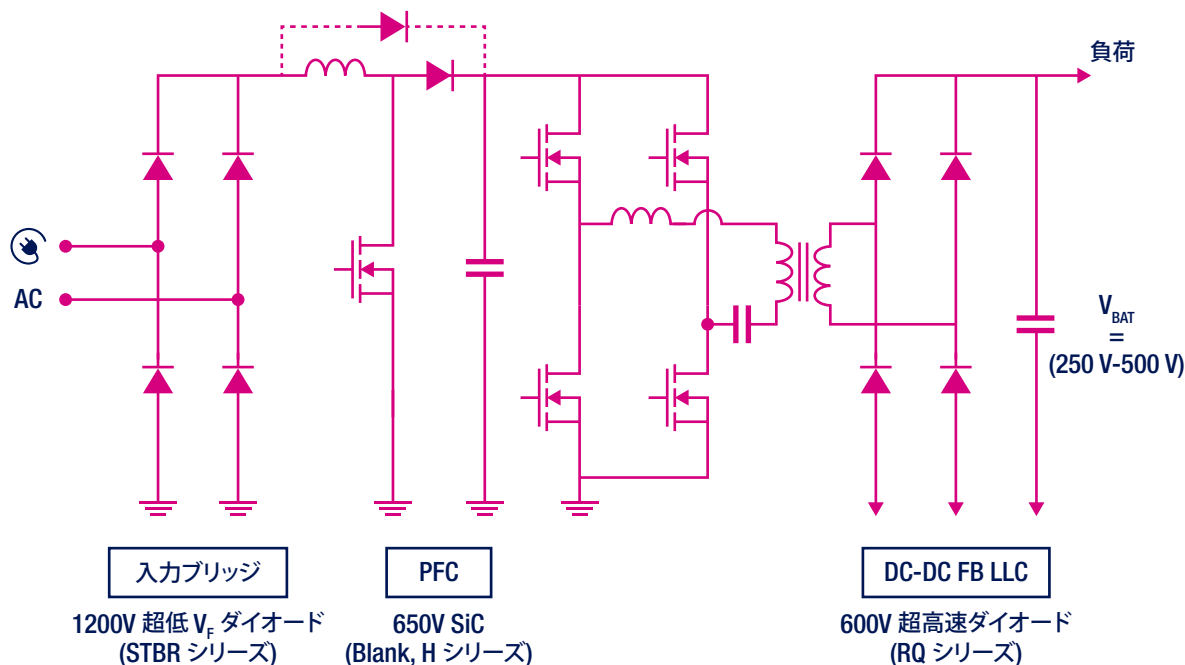 負荷
AC
V_BAT
=
(250 V-500 V)
入力ブリッジ
1200V 超低 V_F ダイオード
(STBR シリーズ)
PFC
650V SiC
(Blank, H シリーズ)
DC-DC FB LLC
600V 超高速ダイオード
(RQ シリーズ)